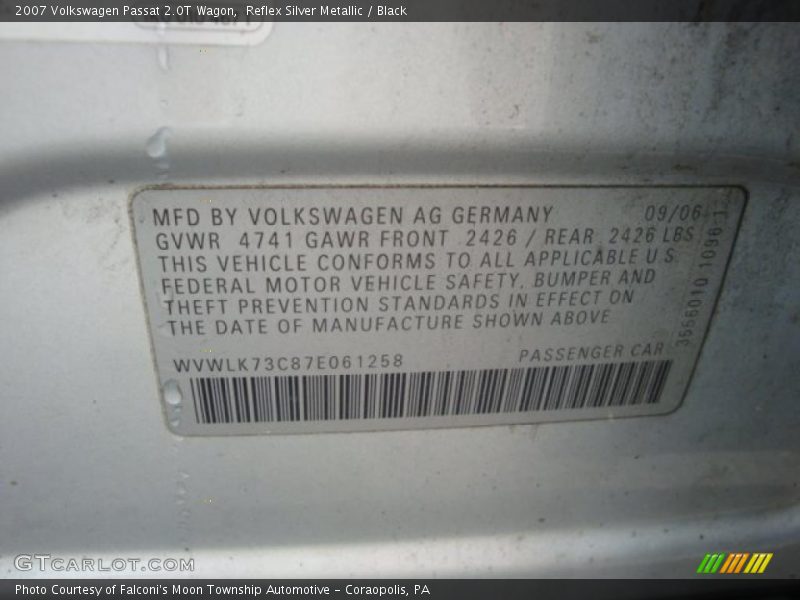 2007 Volkswagen Passat 2.0T Wagon, Reflex Silver Metallic / Black
MFD BY VOLKSWAGEN AG GERMANY 09/06
GVWR 4741 GAWR FRONT 2426 / REAR 2426 LBS
THIS VEHICLE CONFORMS TO ALL APPLICABLE U S
FEDERAL MOTOR VEHICLE SAFETY, BUMPER AND
THEFT PREVENTION STANDARDS IN EFFECT ON
THE DATE OF MANUFACTURE SHOWN ABOVE
WVWLK73C87E061258 PASSENGER CAR
3566010 1096
GTCARLOT.COM
Photo Courtesy of Falconi's Moon Township Automotive - Coraopolis, PA